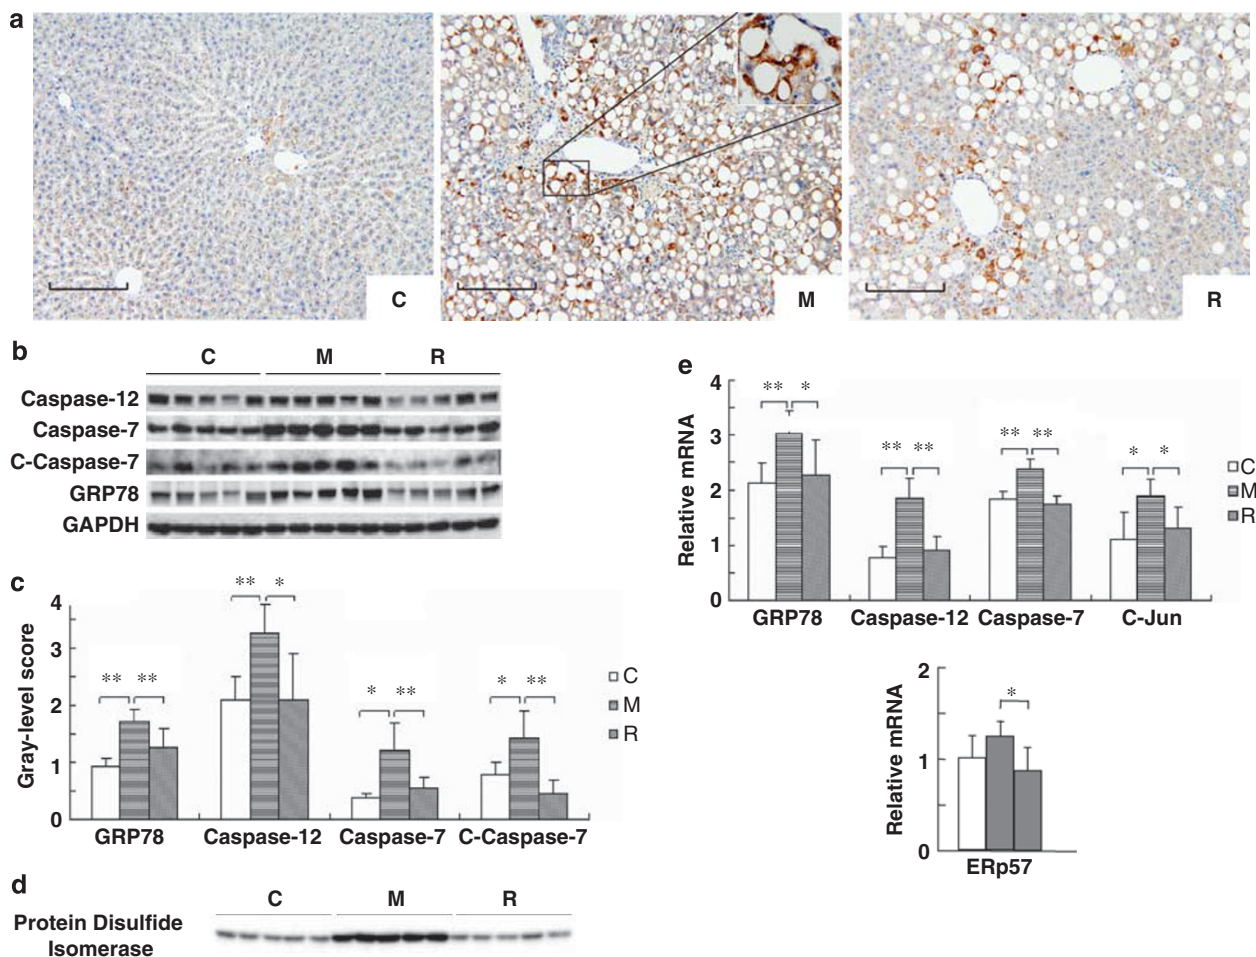 a
C
M
R
b
C M R
Caspase-12
Caspase-7
C-Caspase-7
GRP78
GAPDH
c
Gray-level score
4
3
2
1
0
** *
** **
* **
* **
GRP78 Caspase-12 Caspase-7 C-Caspase-7
C
M
R
d
C M R
Protein Disulfide
Isomerase
e
Relative mRNA
4
3
2
1
0
** *
** **
** **
* *
GRP78 Caspase-12 Caspase-7 C-Jun
C
M
R
Relative mRNA
2
1
0
*
ERp57